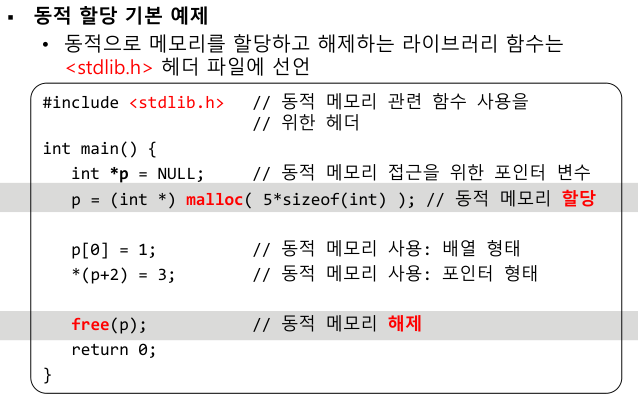 ▪ 동적 할당 기본 예제
• 동적으로 메모리를 할당하고 해제하는 라이브러리 함수는
<stdlib.h> 헤더 파일에 선언
#include <stdlib.h> // 동적 메모리 관련 함수 사용을
// 위한 헤더
int main() {
int *p = NULL; // 동적 메모리 접근을 위한 포인터 변수
p = (int *) malloc( 5*sizeof(int) ); // 동적 메모리 할당
p[0] = 1; // 동적 메모리 사용: 배열 형태
*(p+2) = 3; // 동적 메모리 사용: 포인터 형태
free(p); // 동적 메모리 해제
return 0;
}